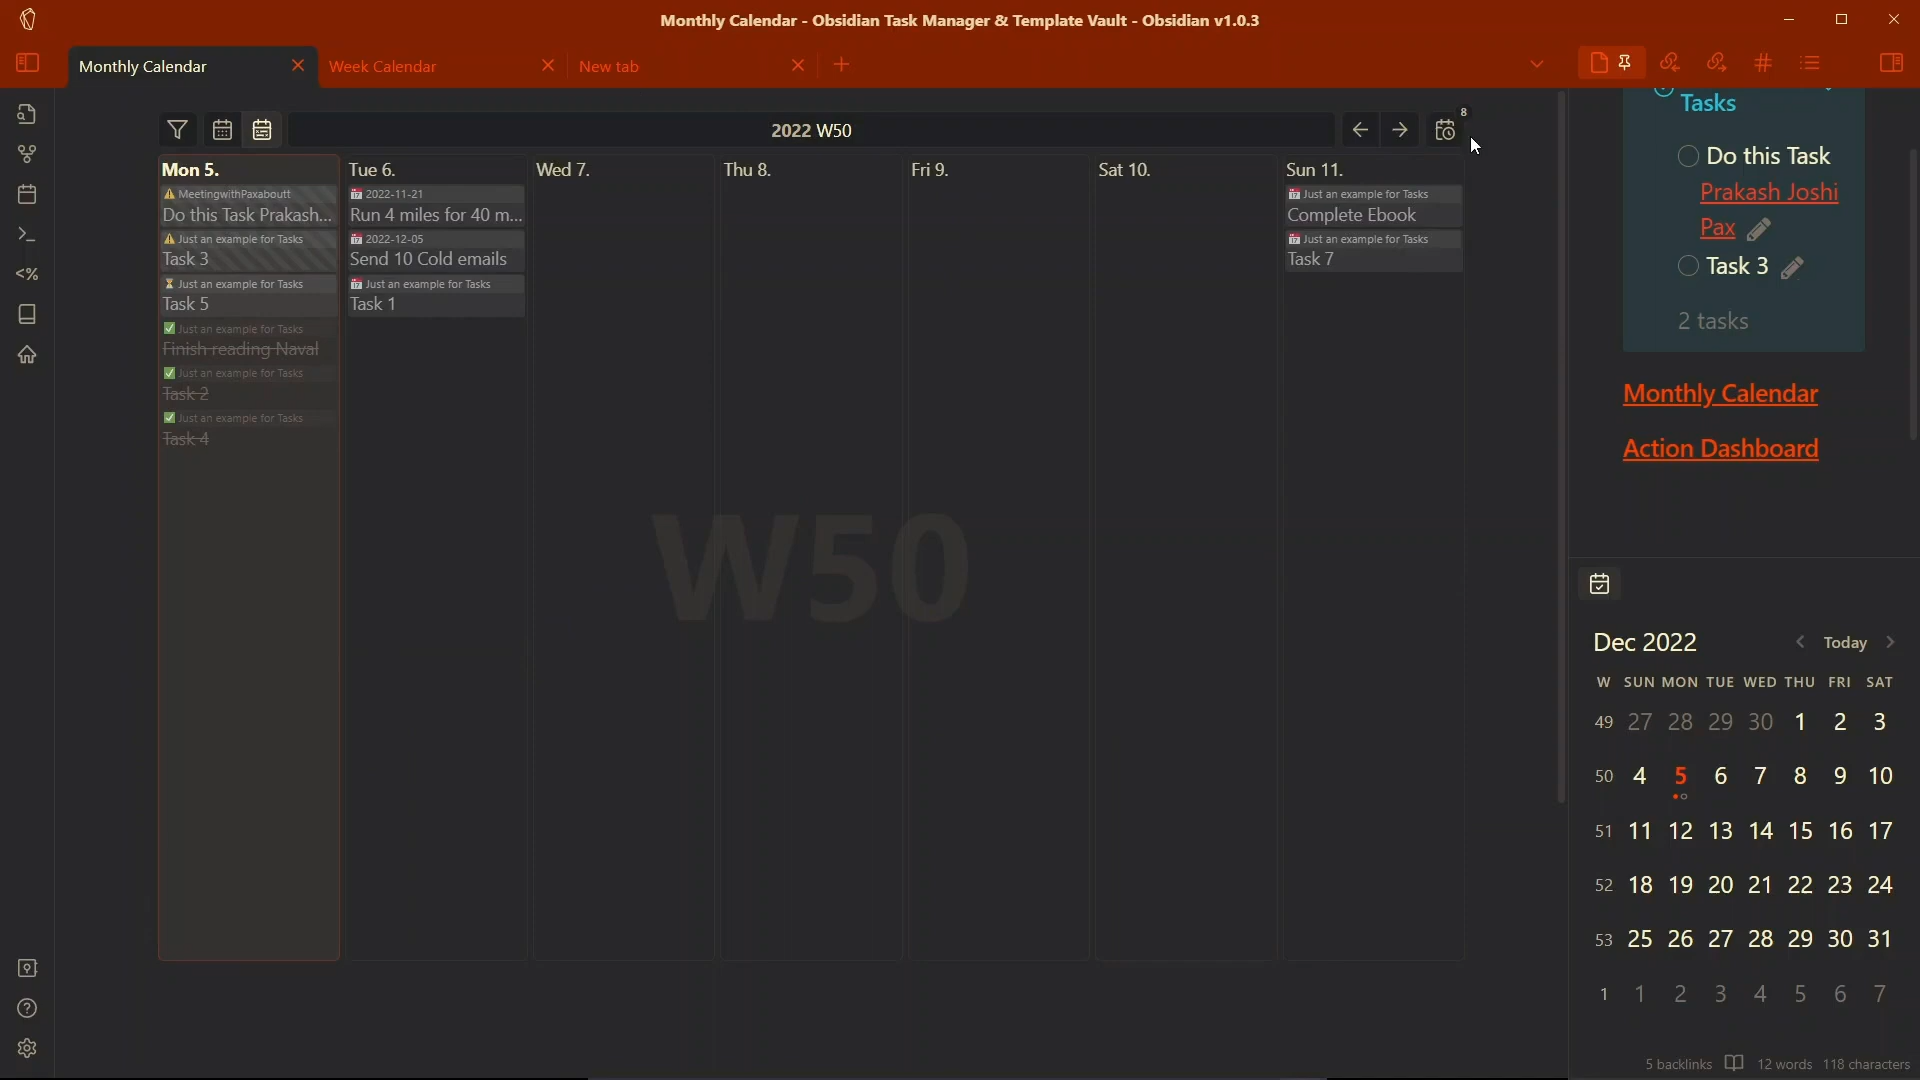 Monthly Calendar - Obsidian Task Manager & Template Vault - Obsidian v1.0.3
Monthly Calendar
Week Calendar
New tab
2022 W50
8
Mon 5.
MeetingwithPaxaboutt
Do this Task Prakash...
Just an example for Tasks
Task 3
Just an example for Tasks
Task 5
Just an example for Tasks
Finish reading Naval
Just an example for Tasks
Task 2
Just an example for Tasks
Task 4
Tue 6.
2022-11-21
Run 4 miles for 40 m...
2022-12-05
Send 10 Cold emails
Just an example for Tasks
Task 1
Wed 7.
Thu 8.
Fri 9.
Sat 10.
Sun 11.
Just an example for Tasks
Complete Ebook
Just an example for Tasks
Task 7
W50
Tasks
Do this Task
Prakash Joshi
Pax
Task 3
2 tasks
Monthly Calendar
Action Dashboard
Dec 2022
Today
W SUN MON TUE WED THU FRI SAT
49 27 28 29 30 1 2 3
50 4 5 6 7 8 9 10
51 11 12 13 14 15 16 17
52 18 19 20 21 22 23 24
53 25 26 27 28 29 30 31
1 1 2 3 4 5 6 7
5 backlinks 12 words 118 characters